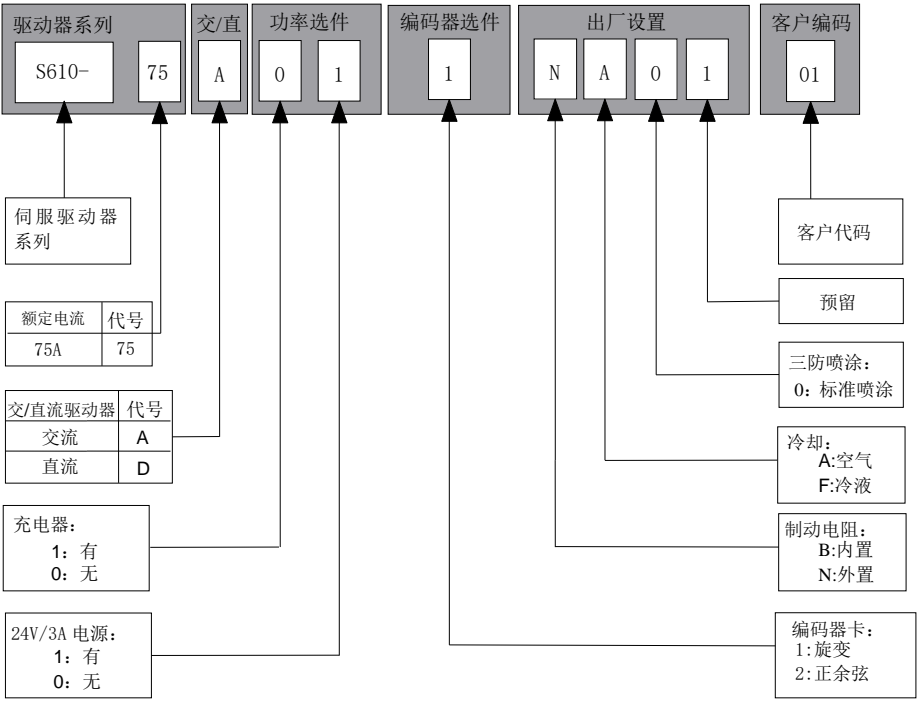 驱动器系列
交/直
功率选件
编码器选件
出厂设置
客户编码
S610-
75
A
0
1
1
N
A
0
1
01
伺服驱动器
系列
客户代码
额定电流 代号
75A 75
预留
三防喷涂：
0：标准喷涂
交/直流驱动器 代号
交流 A
直流 D
冷却：
A:空气
F:冷液
充电器：
1：有
0：无
制动电阻：
B:内置
N:外置
24V/3A 电源：
1：有
0：无
编码器卡：
1:旋变
2:正余弦